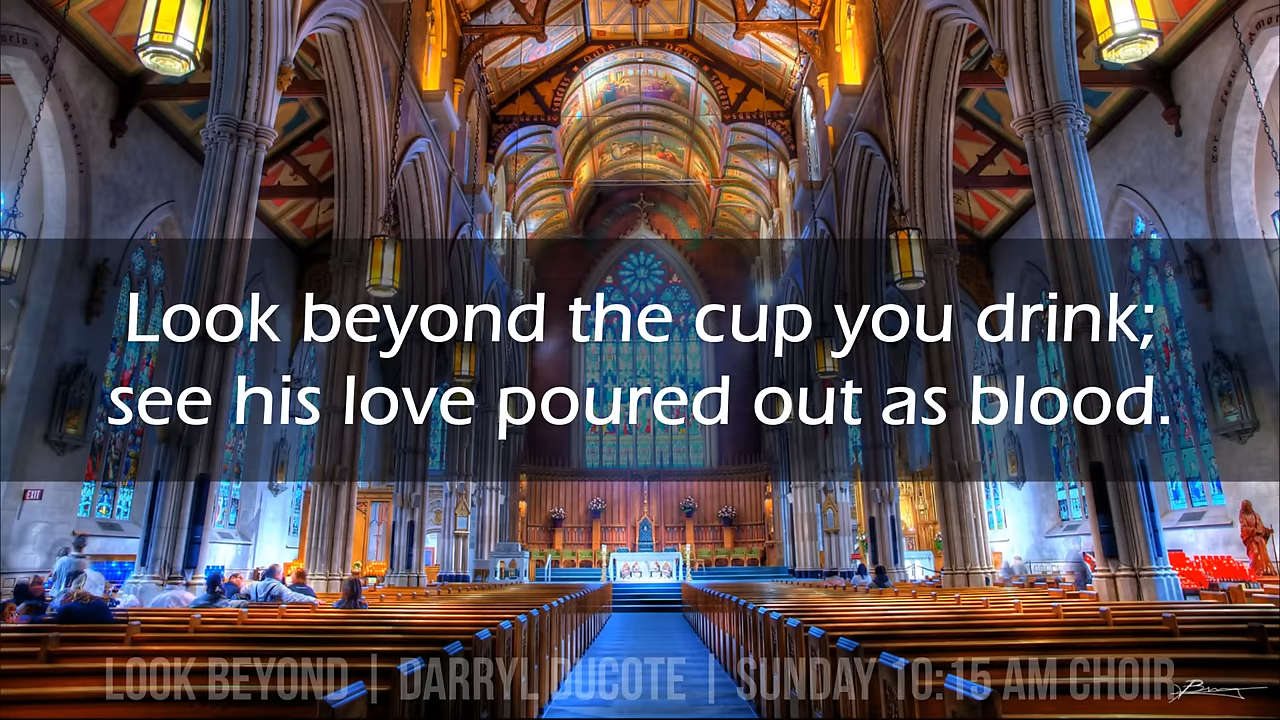 Look beyond the cup you drink;
see his love poured out as blood.
EXIT
LOOK BEYOND | DARRYL DUCOTE | SUNDAY 10:15 AM CHOIR